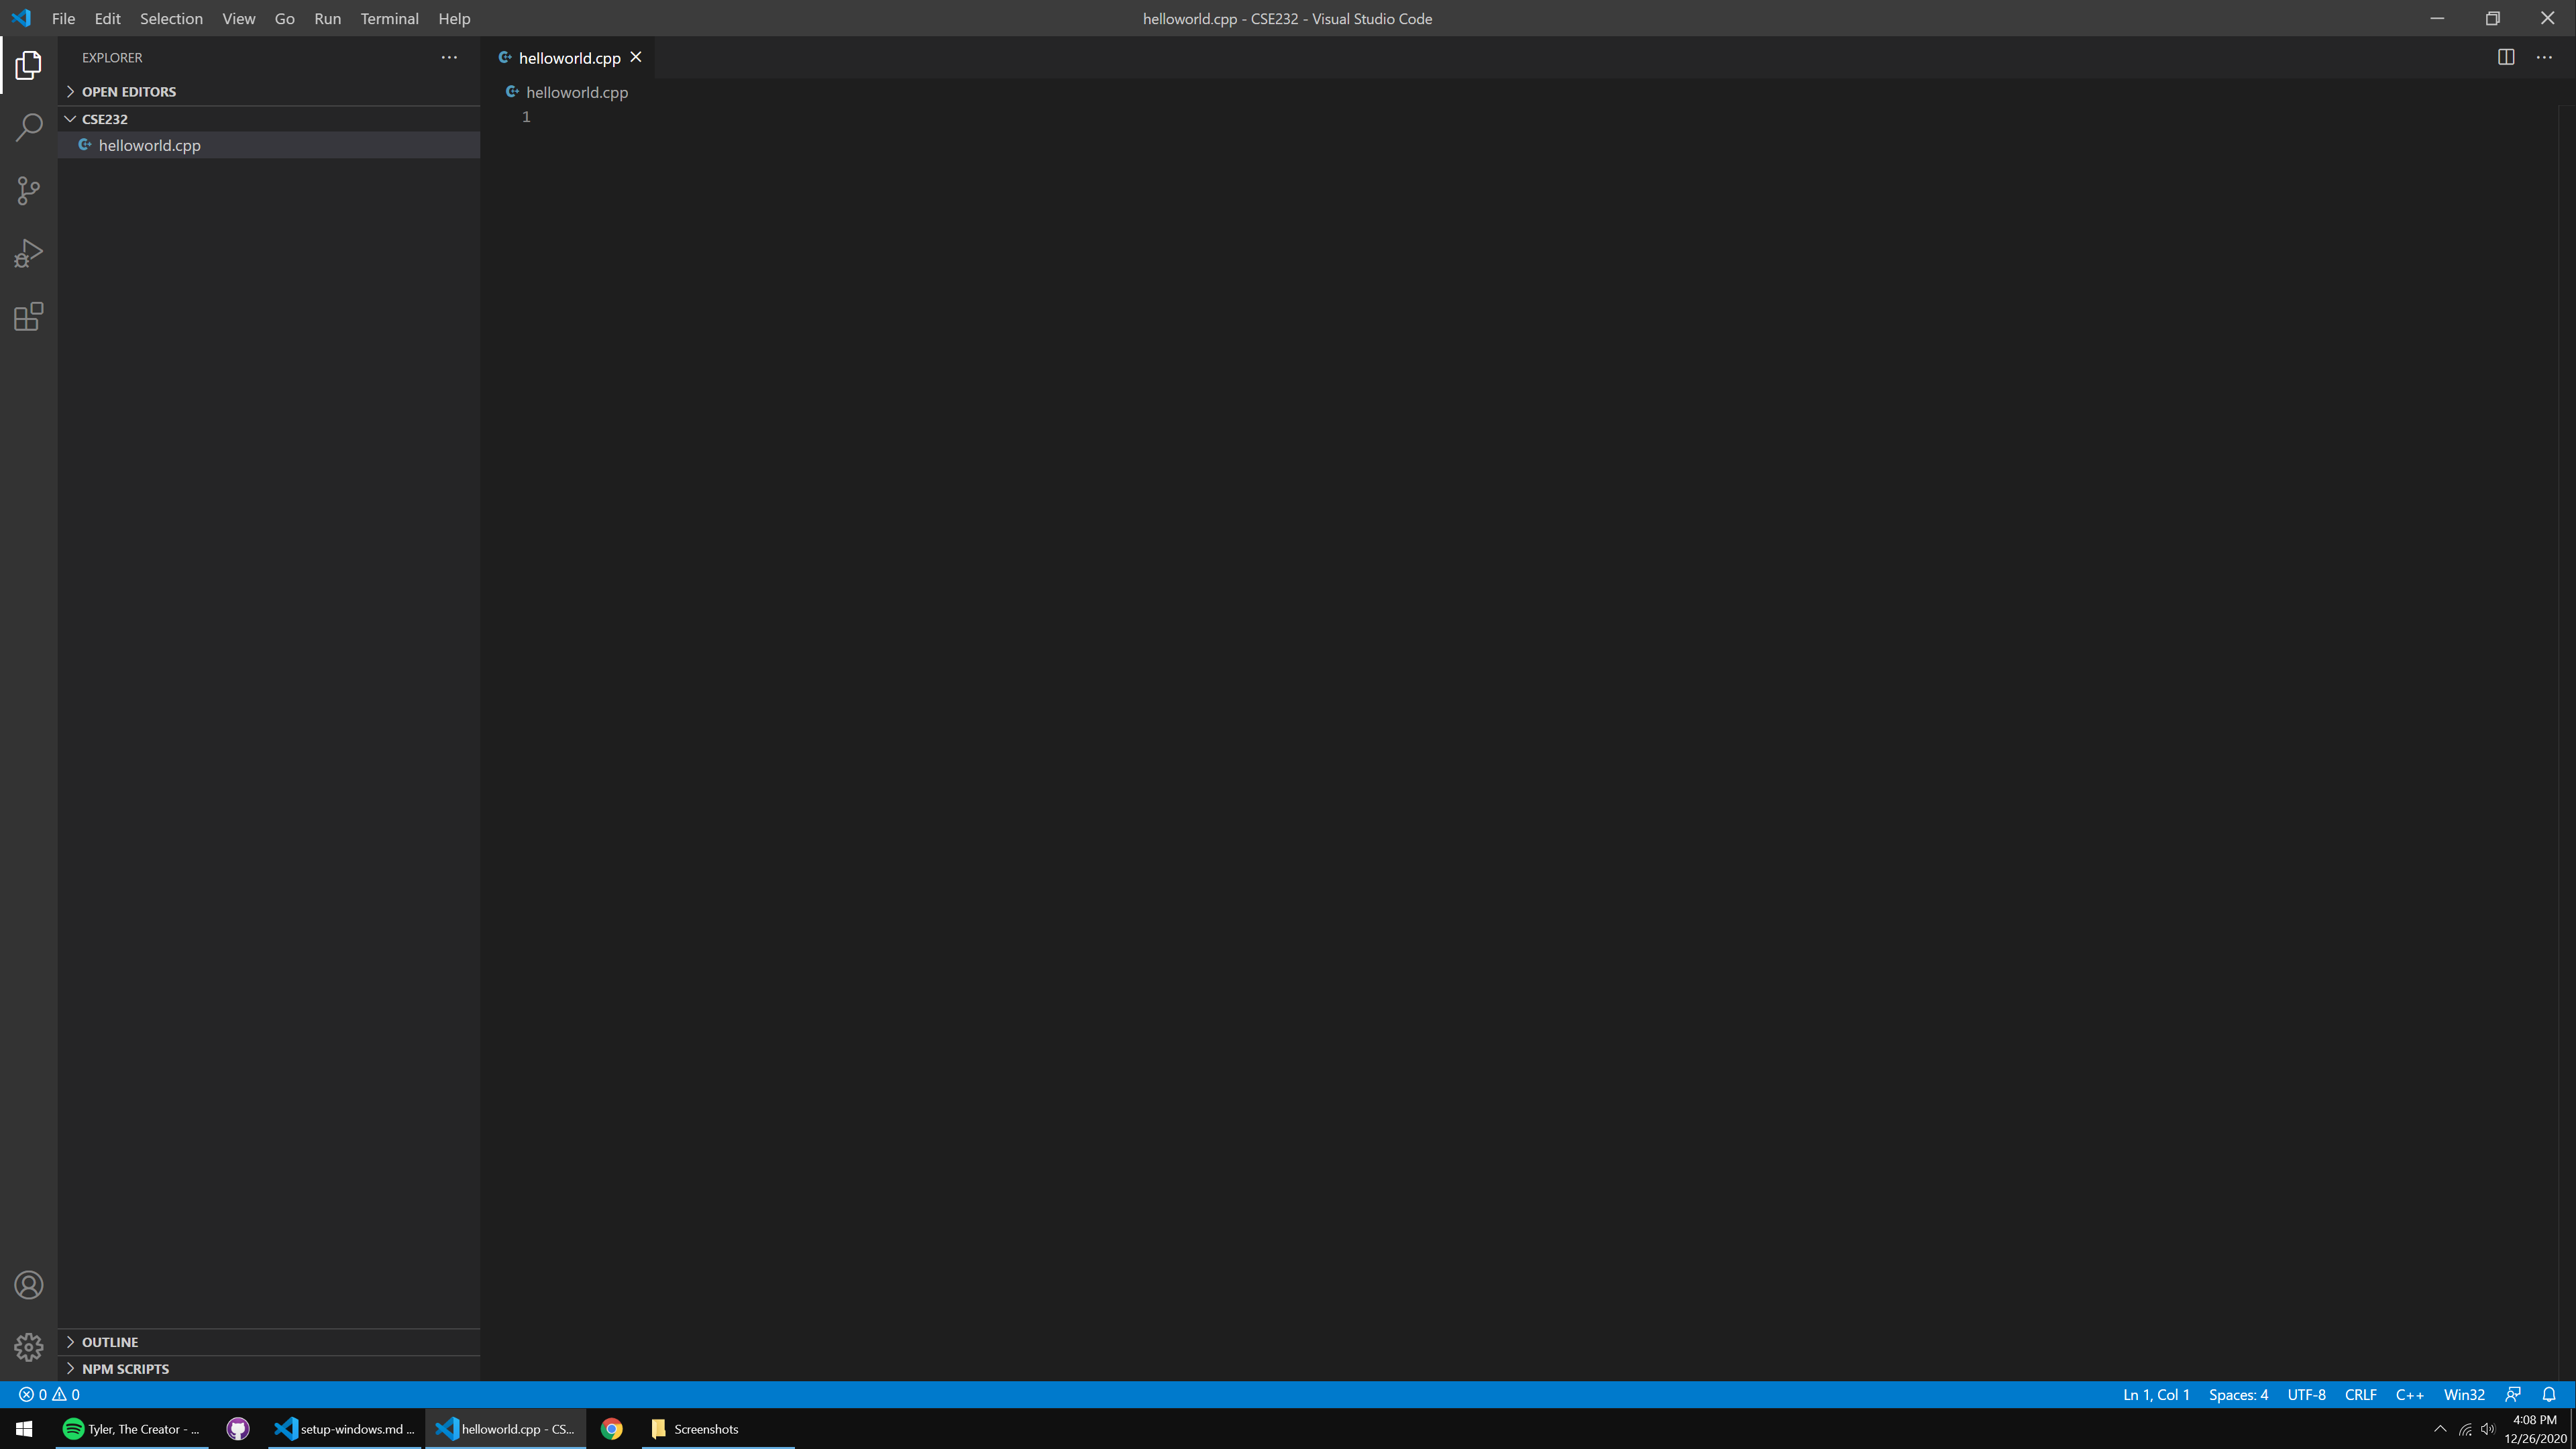 File Edit Selection View Go Run Terminal Help
helloworld.cpp - CSE232 - Visual Studio Code
EXPLORER
OPEN EDITORS
CSE232
helloworld.cpp
helloworld.cpp
helloworld.cpp
1
OUTLINE
NPM SCRIPTS
0 0
Ln 1, Col 1 Spaces: 4 UTF-8 CRLF C++ Win32
Tyler, The Creator - ...
setup-windows.md ...
helloworld.cpp - CS...
Screenshots
4:08 PM
12/26/2020